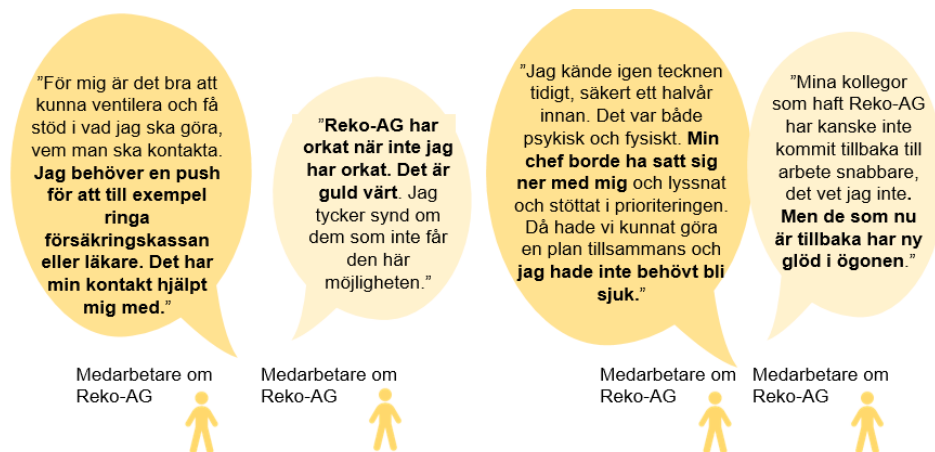 ”För mig är det bra att
kunna ventilera och få
stöd i vad jag ska göra,
vem man ska kontakta.
Jag behöver en push
för att till exempel
ringa
försäkringskassan
eller läkare. Det har
min kontakt hjälpt
mig med.”
Medarbetare om
Reko-AG
”Reko-AG har
orkat när inte jag
har orkat. Det är
guld värt. Jag
tycker synd om
dem som inte får
den här
möjligheten.”
Medarbetare om
Reko-AG
”Jag kände igen tecknen
tidigt, säkert ett halvår
innan. Det var både
psykisk och fysiskt. Min
chef borde ha satt sig
ner med mig och lyssnat
och stöttat i prioriteringen.
Då hade vi kunnat göra
en plan tillsammans och
jag hade inte behövt bli
sjuk.”
Medarbetare om
Reko-AG
”Mina kollegor
som haft Reko-AG
har kanske inte
kommit tillbaka till
arbete snabbare,
det vet jag inte.
Men de som nu
är tillbaka har ny
glöd i ögonen.”
Medarbetare om
Reko-AG